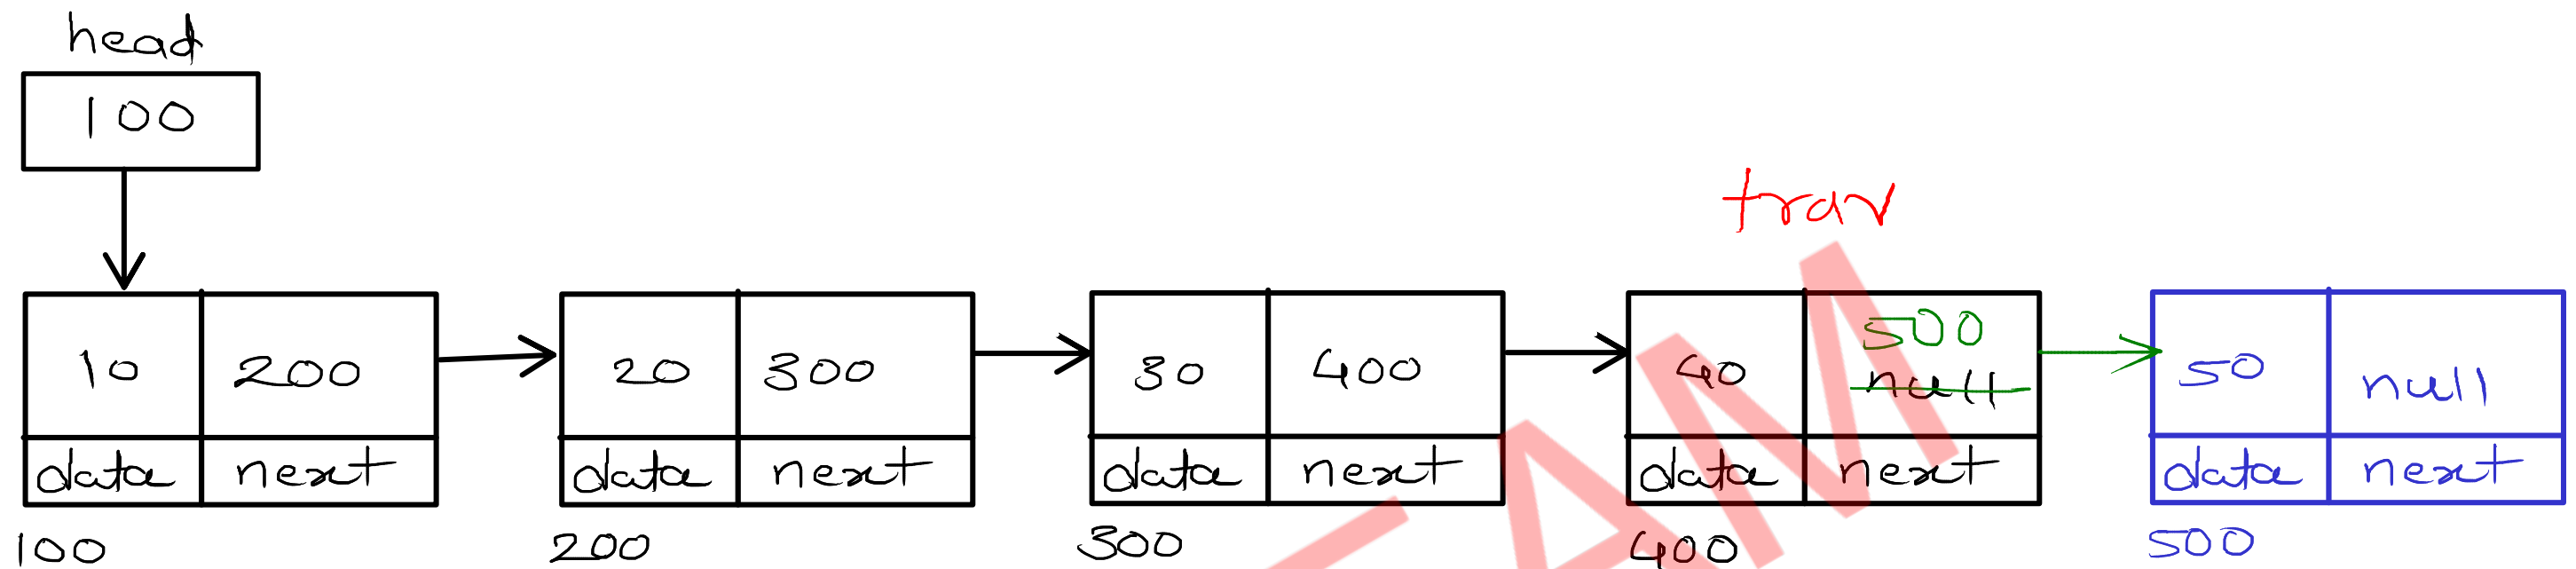 head
100
trav
10 200 20 300 30 400 40 500 50 null
null
data next data next data next data next data next
100 200 300 400 500